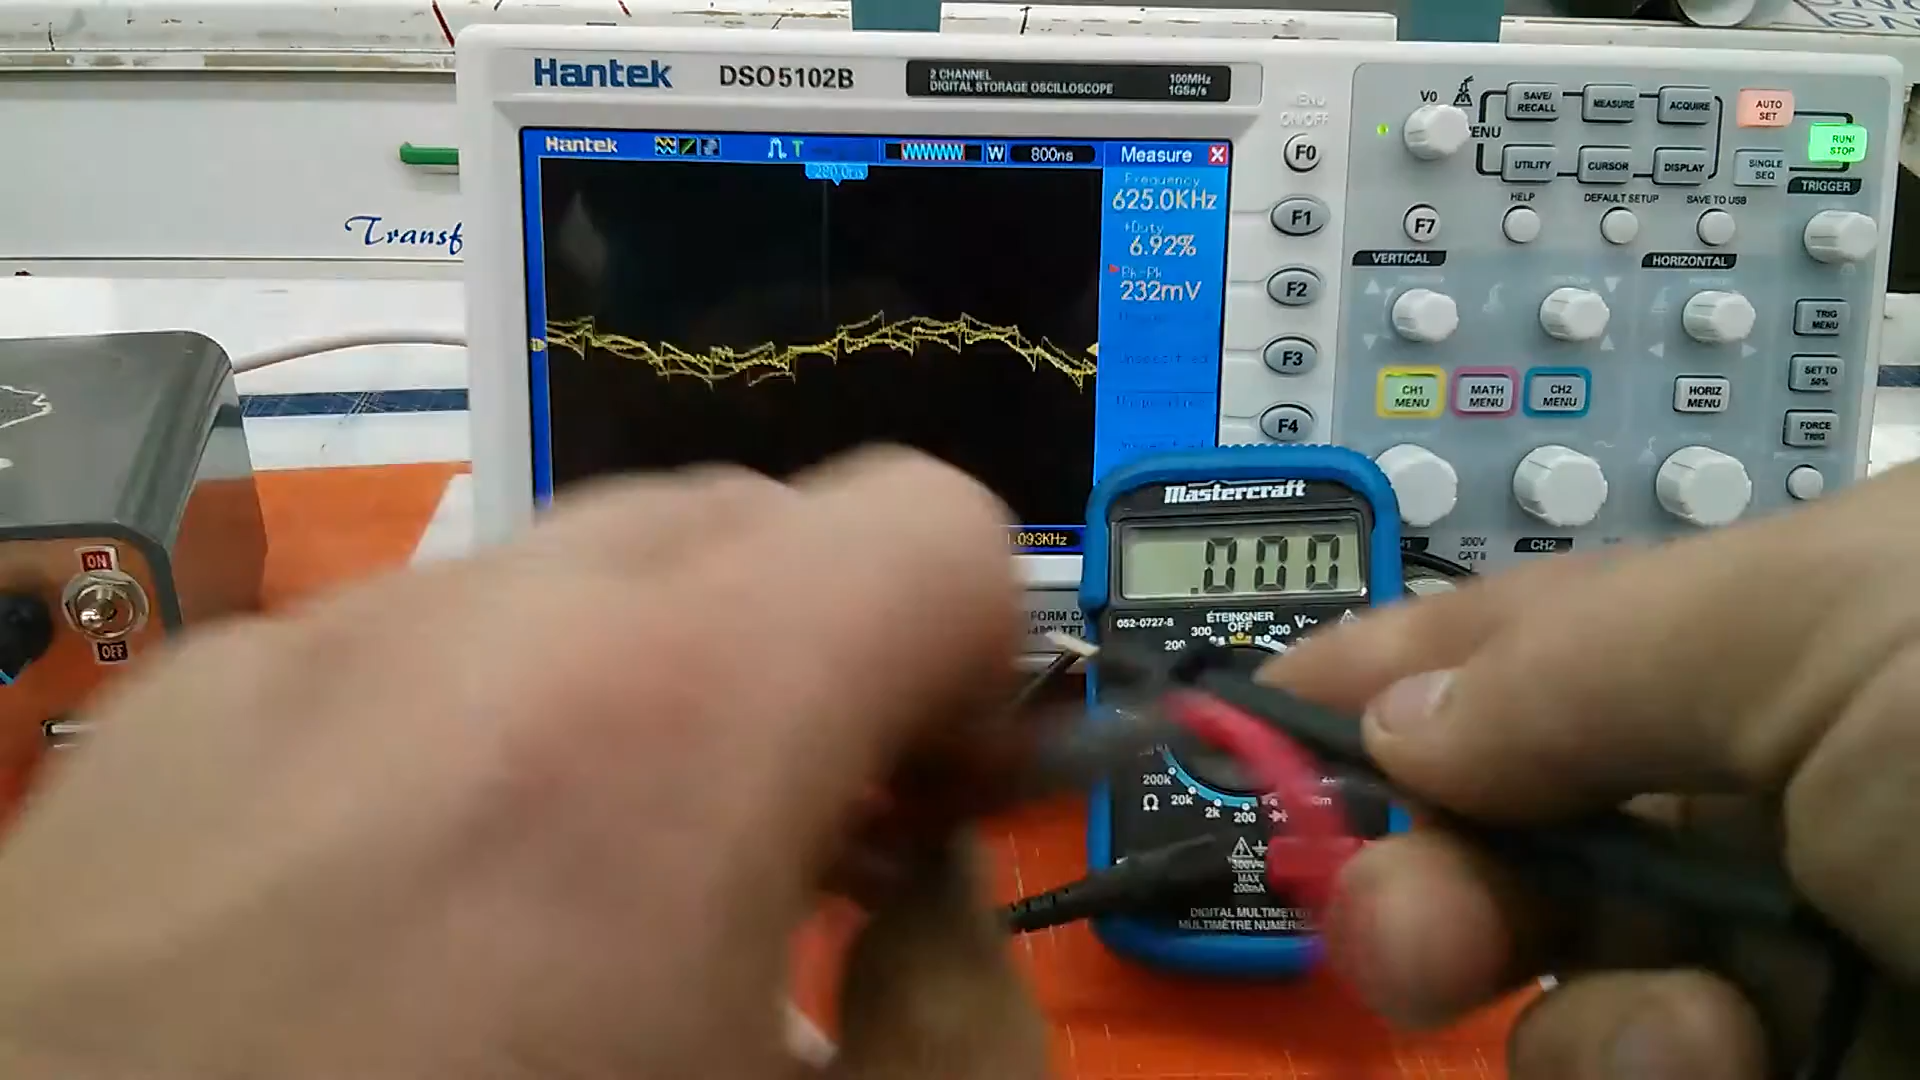 Hantek DSO5102B
2 CHANNEL
DIGITAL STORAGE OSCILLOSCOPE
100MHz
1GSa/s
Hantek
T
W
800ns
Measure
280.0ns
Frequency
625.0KHz
+Duty
6.92%
Pk-Pk
232mV
ON/OFF
F0
F1
F2
F3
F4
V0
SAVE/
RECALL
MEASURE
ACQUIRE
AUTO
SET
RUN/
STOP
UTILITY
CURSOR
DISPLAY
SINGLE
SEQ
TRIGGER
HELP
DEFAULT SETUP
SAVE TO USB
F7
VERTICAL
HORIZONTAL
TRIG
MENU
SET TO
50%
CH1
MENU
MATH
MENU
CH2
MENU
HORIZ
MENU
FORCE
TRIG
CH2
300V
CAT II
Transf
ON
OFF
.093KHz
Mastercraft
.000
052-0727-8
ÉTEINGNER
OFF
300
300
V~
200
200k
20k
2k
200
Ω
300V
MAX
200mA
DIGITAL